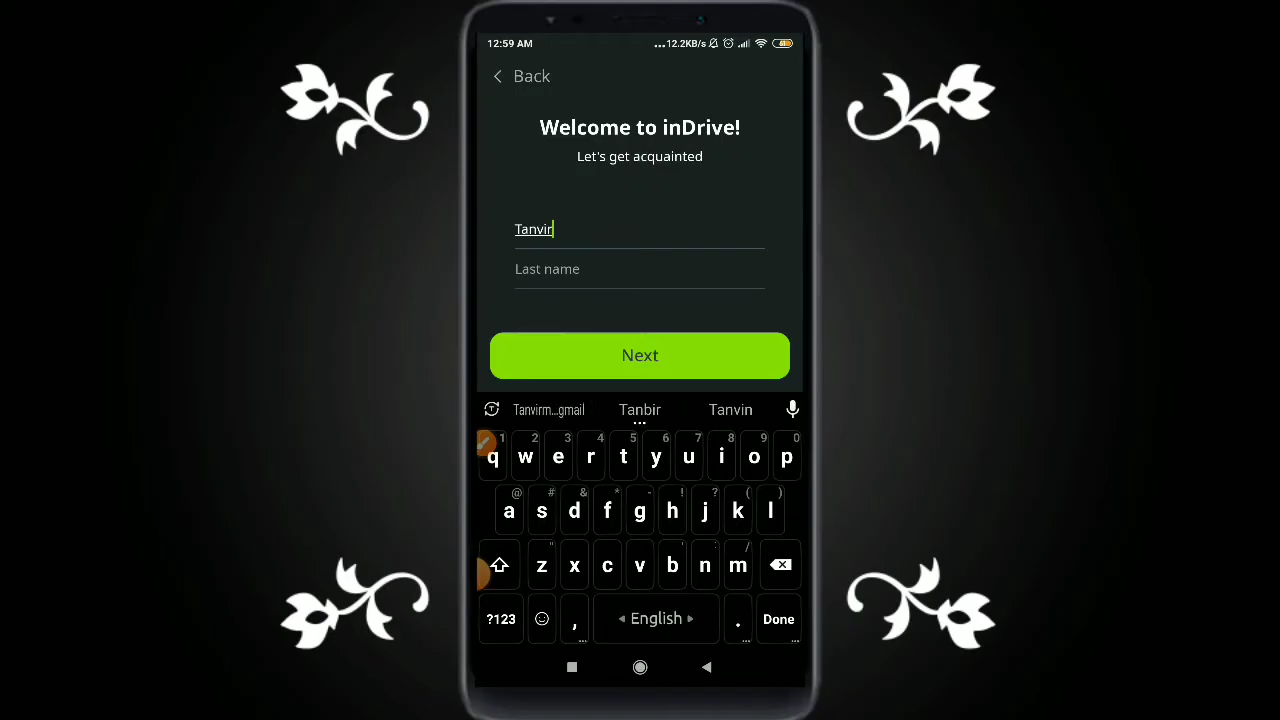 12:59 AM
...12.2KB/s
61
Back
Welcome to inDrive!
Let's get acquainted
Tanvir
Last name
Next
Tanvirm...gmail Tanbir Tanvin
1 2 3 4 5 6 7 8 9 0
q w e r t y u i o p
@ # & * - ! ? ( )
a s d f g h j k l
" ' : /
z x c v b n m
?123 , English . Done